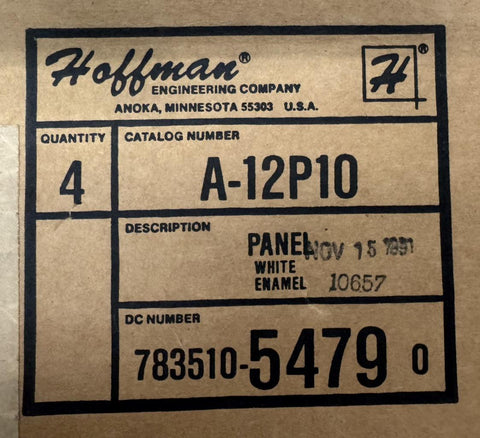 Hoffman®
ENGINEERING COMPANY
ANOKA, MINNESOTA 55303 U.S.A.
H®
QUANTITY
4
CATALOG NUMBER
A-12P10
DESCRIPTION
PANEL NOV 15 1991
WHITE
ENAMEL 10657
DC NUMBER
783510-5479 0